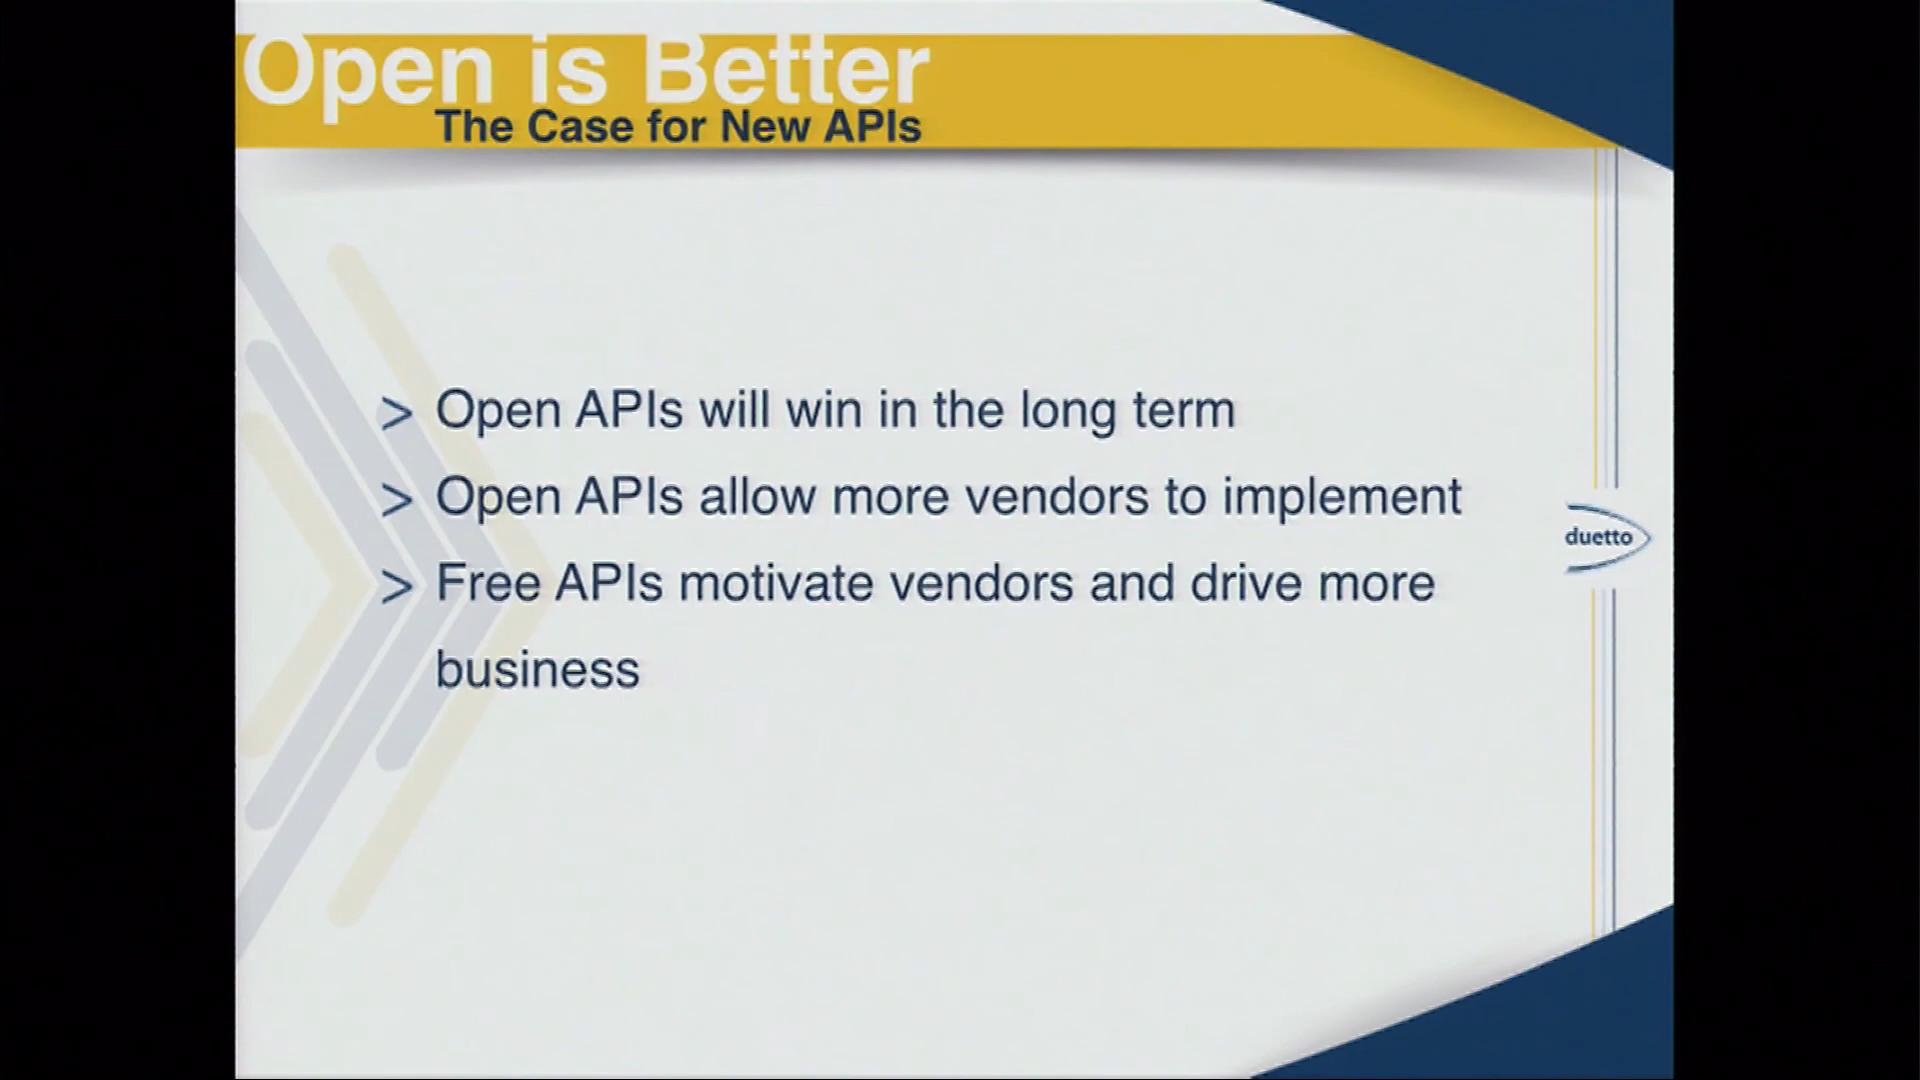 Open is Better
The Case for New APIs
> Open APIs will win in the long term
> Open APIs allow more vendors to implement
> Free APIs motivate vendors and drive more
business
duetto